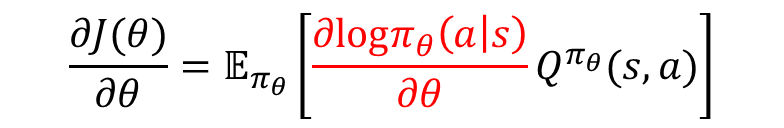 ∂J(θ)/∂θ = 𝔼_{π_θ} [ ∂logπ_θ(a|s)/∂θ Q^{π_θ}(s, a) ]